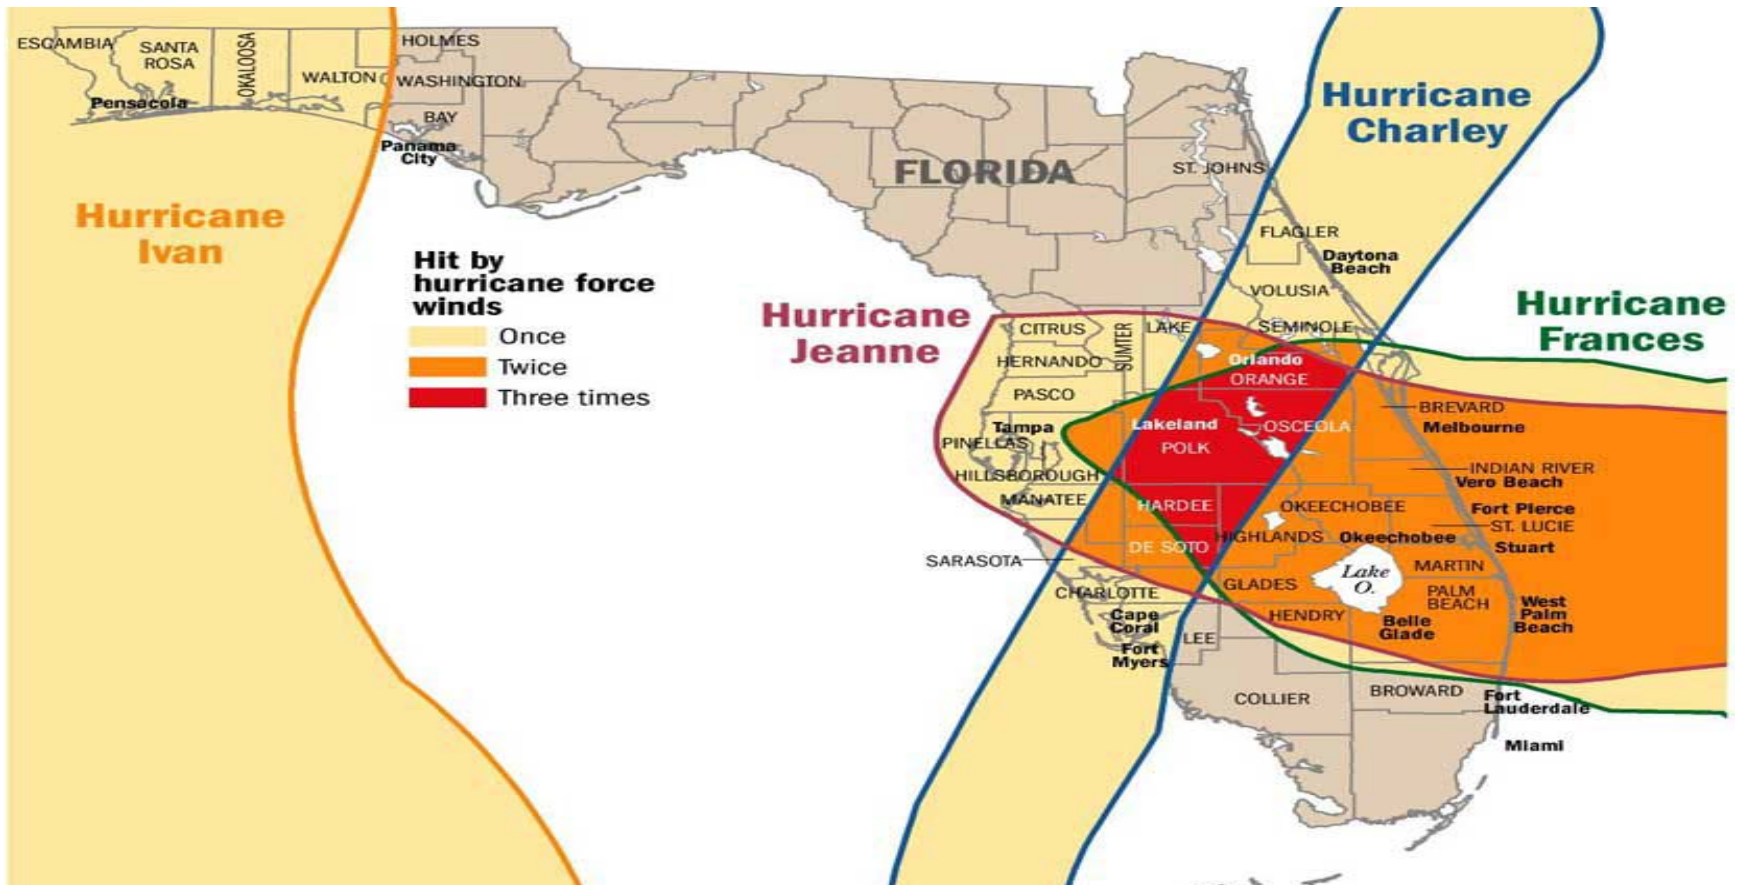 ESCAMBIA
SANTA
ROSA
OKALOOSA
WALTON
HOLMES
WASHINGTON
BAY
Pensacola
Panama
City
Hurricane
Ivan
Hit by
hurricane force
winds
Once
Twice
Three times
FLORIDA
Hurricane
Charley
ST. JOHNS
FLAGLER
Daytona
Beach
VOLUSIA
Hurricane
Jeanne
Hurricane
Frances
CITRUS
SUMTER
LAKE
SEMINOLE
HERNANDO
Orlando
ORANGE
PASCO
BREVARD
Melbourne
Tampa
Lakeland
OSCEOLA
PINELLAS
POLK
HILLSBOROUGH
INDIAN RIVER
Vero Beach
MANATEE
HARDEE
OKEECHOBEE
Fort Pierce
ST. LUCIE
HIGHLANDS
Okeechobee
Stuart
DE SOTO
SARASOTA
Lake
O.
MARTIN
CHARLOTTE
GLADES
PALM
BEACH
West
Palm
Beach
HENDRY
Belle
Glade
Cape
Coral
LEE
Fort
Myers
COLLIER
BROWARD
Fort
Lauderdale
Miami